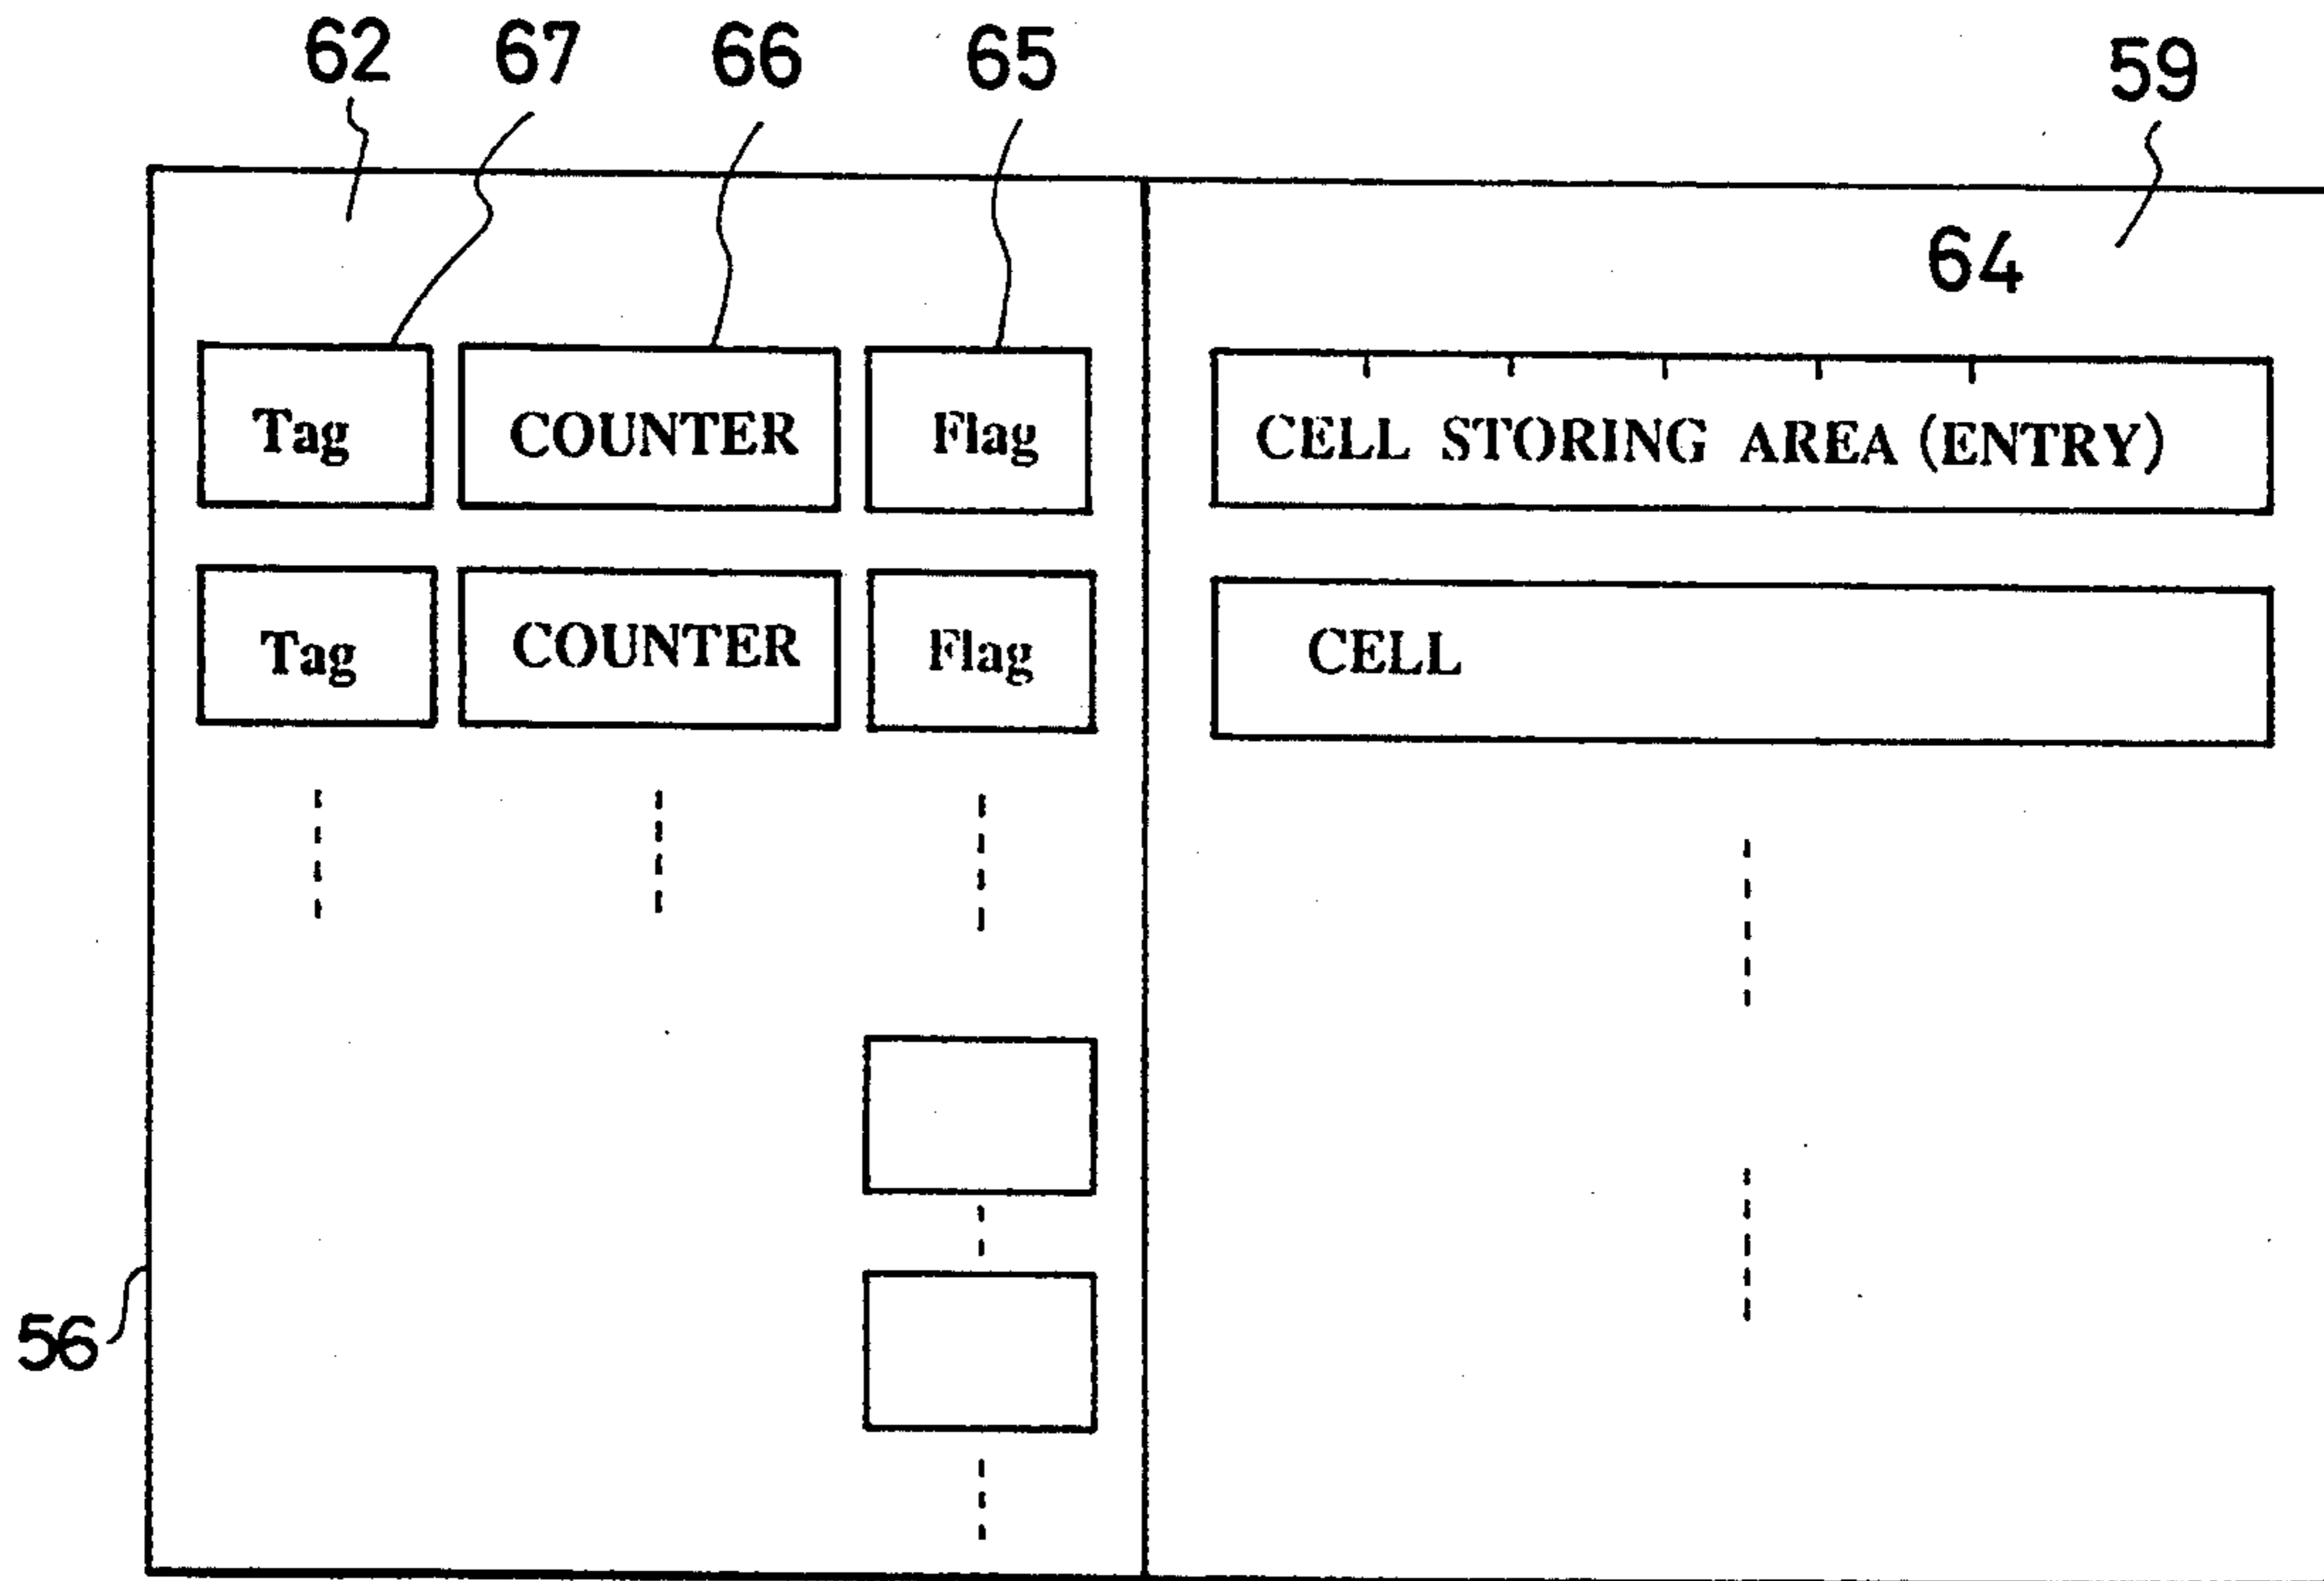 62 67 66 65 59
64
Tag COUNTER Flag CELL STORING AREA (ENTRY)
Tag COUNTER Flag CELL
56